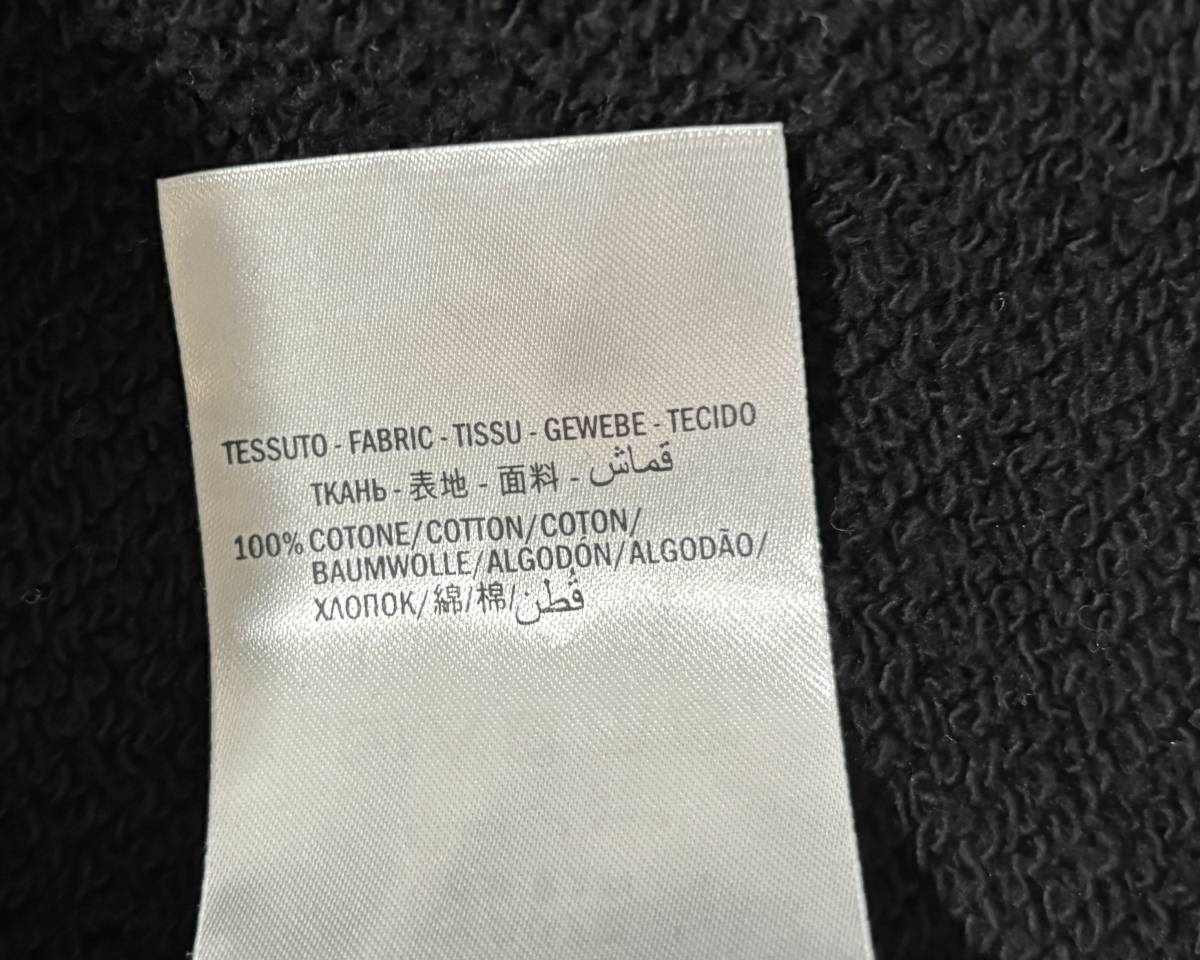 TESSUTO - FABRIC - TISSU - GEWEBE - TECIDO
ТКАНЬ - 表地 - 面料 - قماش
100% COTONE/COTTON/COTON/
BAUMWOLLE/ALGODÓN/ALGODÃO/
ХЛОПОК/綿/棉/قطن